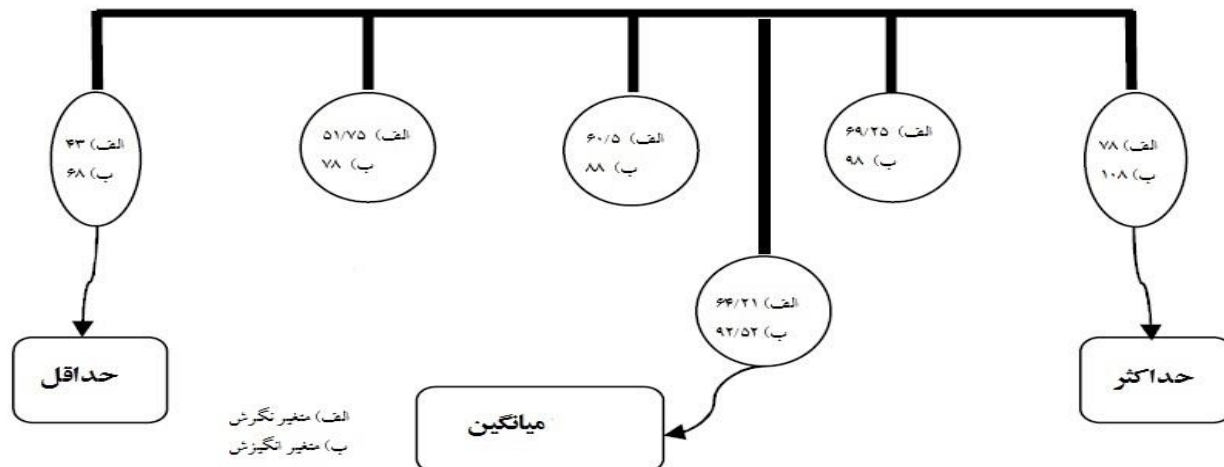 الف) ۷۸
ب) ۱۰۸
الف) ۶۹/۲۵
ب) ۹۸
الف) ۶۰/۵
ب) ۸۸
الف) ۵۱/۷۵
ب) ۷۸
الف) ۴۳
ب) ۶۸
الف) ۶۴/۲۱
ب) ۹۲/۵۲
حداکثر
میانگین
حداقل
الف) متغیر نگرش
ب) متغیر انگیزش